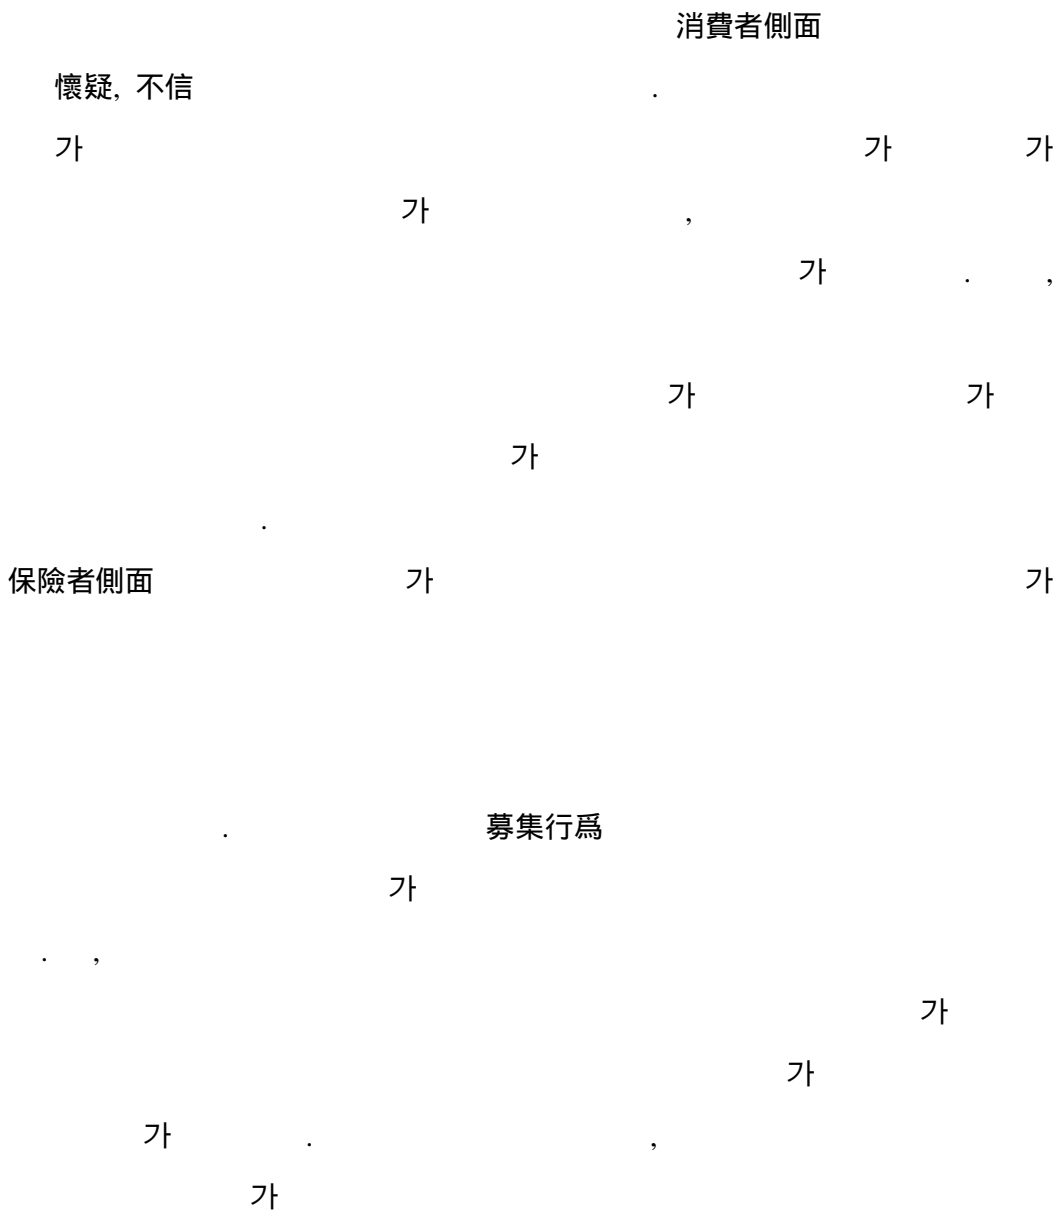 消費者側面
懷疑, 不信 .
가 가 가
가 ,
가 . ,
가 가
가
.
保險者側面 가 가
. 募集行爲
가
. ,
가
가
가 . ,
가